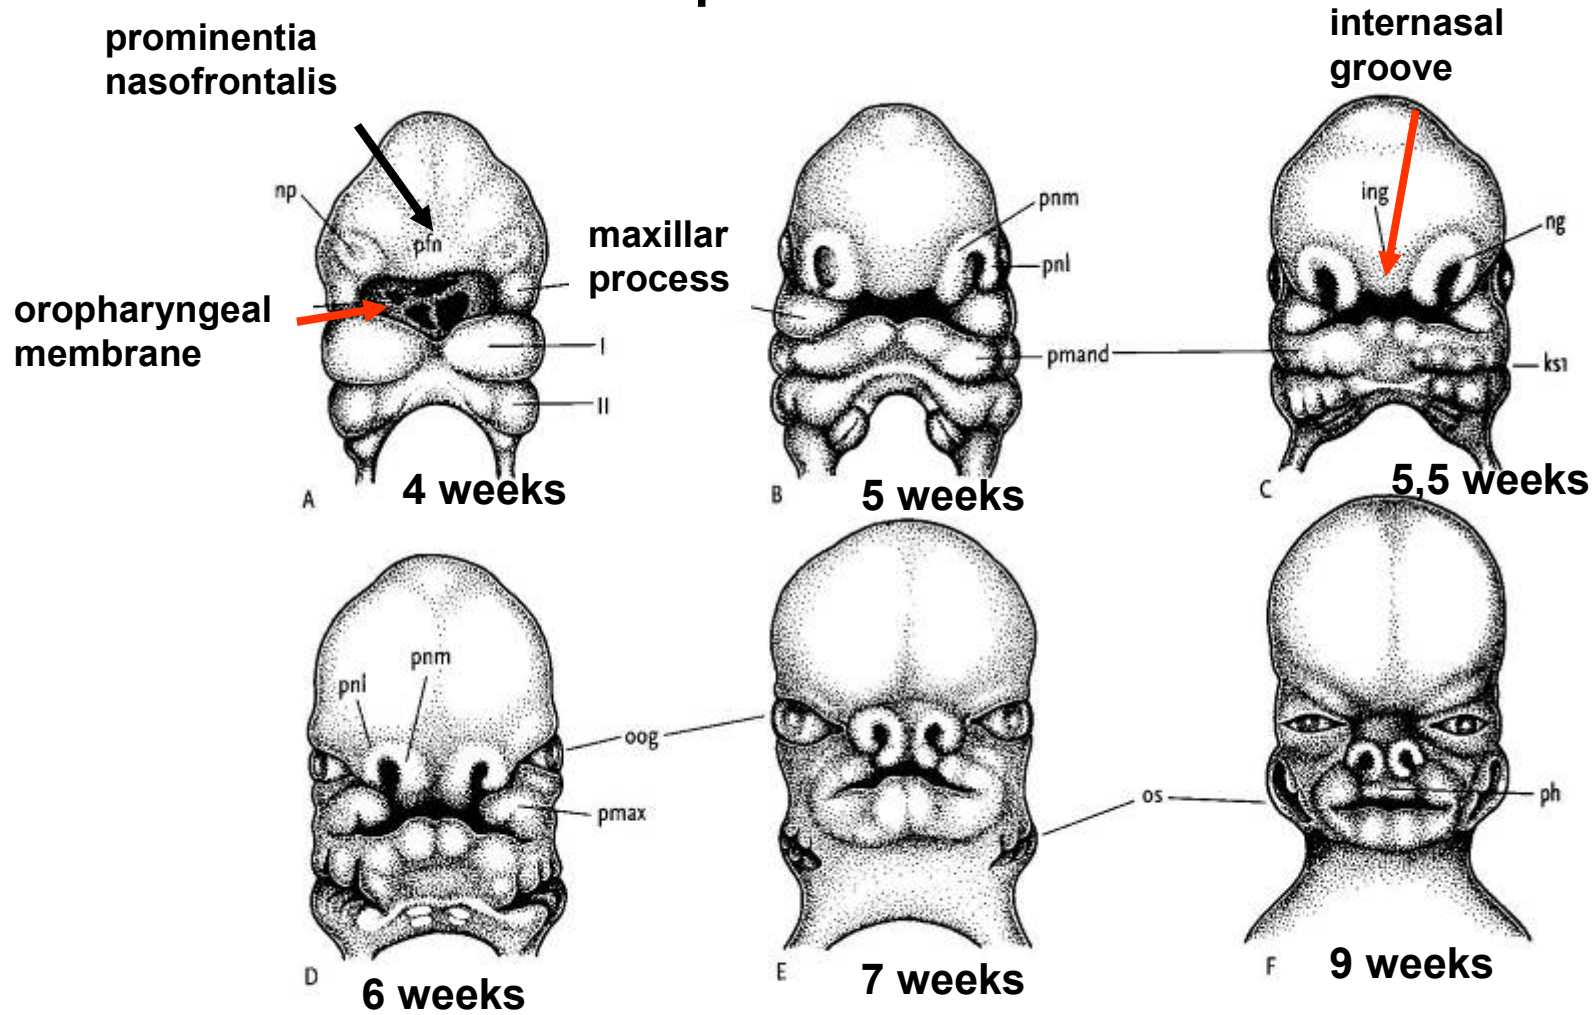 prominentia
nasofrontalis
internasal
groove
np
pfn
maxillar
process
oropharyngeal
membrane
I
II
A
4 weeks
pnm
pnl
pmand
B
5 weeks
ing
ng
ks1
C
5,5 weeks
pnl
pnm
oog
pmax
D
6 weeks
os
E
7 weeks
ph
F
9 weeks